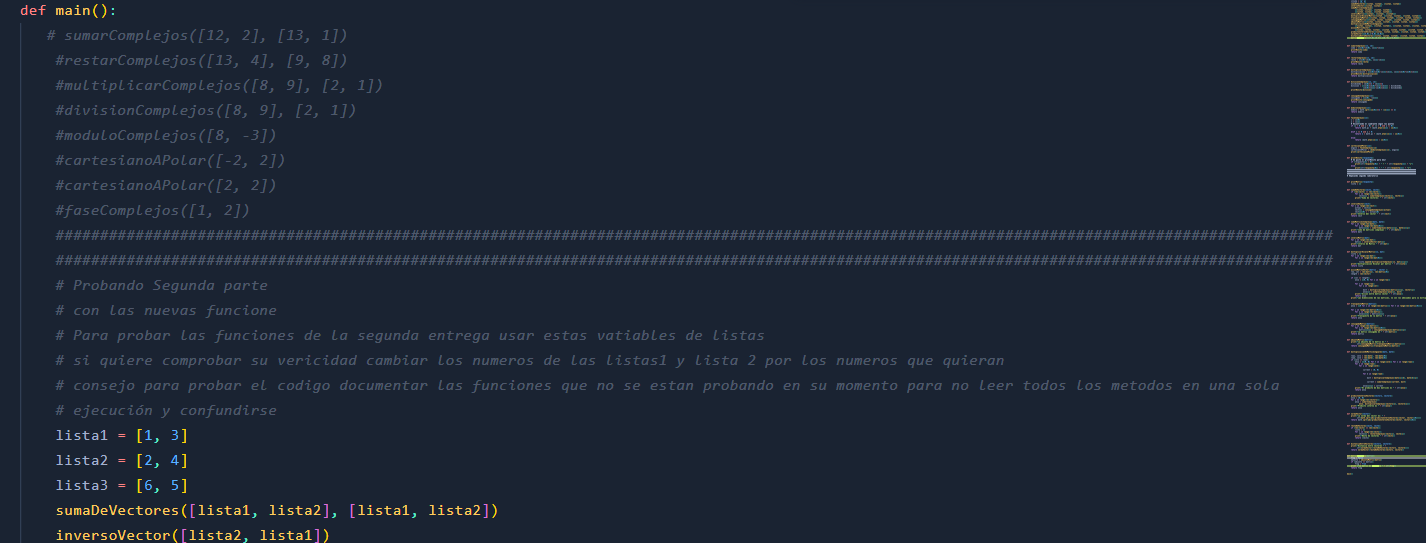 def main():
# sumarComplejos([12, 2], [13, 1])
#restarComplejos([13, 4], [9, 8])
#multiplicarComplejos([8, 9], [2, 1])
#divisionComplejos([8, 9], [2, 1])
#moduloComplejos([8, -3])
#cartesianoAPolar([-2, 2])
#cartesianoAPolar([2, 2])
#faseComplejos([1, 2])
################################################################################################################################################
################################################################################################################################################
# Probando Segunda parte
# con las nuevas funcione
# Para probar las funciones de la segunda entrega usar estas vatiables de listas
# si quiere comprobar su vericidad cambiar los numeros de las listas1 y lista 2 por los numeros que quieran
# consejo para probar el codigo documentar las funciones que no se estan probando en su momento para no leer todos los metodos en una sola
# ejecución y confundirse
lista1 = [1, 3]
lista2 = [2, 4]
lista3 = [6, 5]
sumaDeVectores([lista1, lista2], [lista1, lista2])
inversoVector([lista2, lista1])